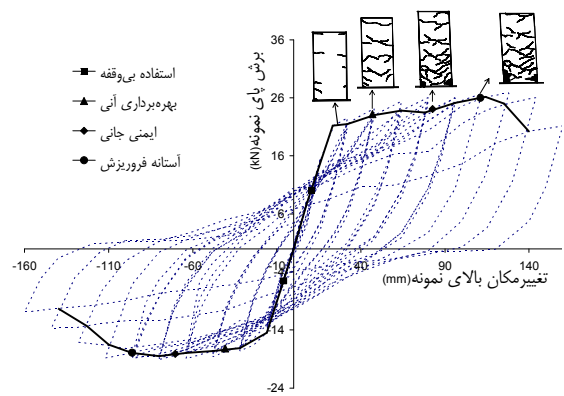 36
26
16
6
-4
-14
-24
-160
-110
-60
-10
40
90
140
برش پای نمونه (kN)
استفاده بی‌وقفه
بهره‌برداری آنی
ایمنی جانی
آستانه فروریزش
تغییرمکان بالای نمونه (mm)